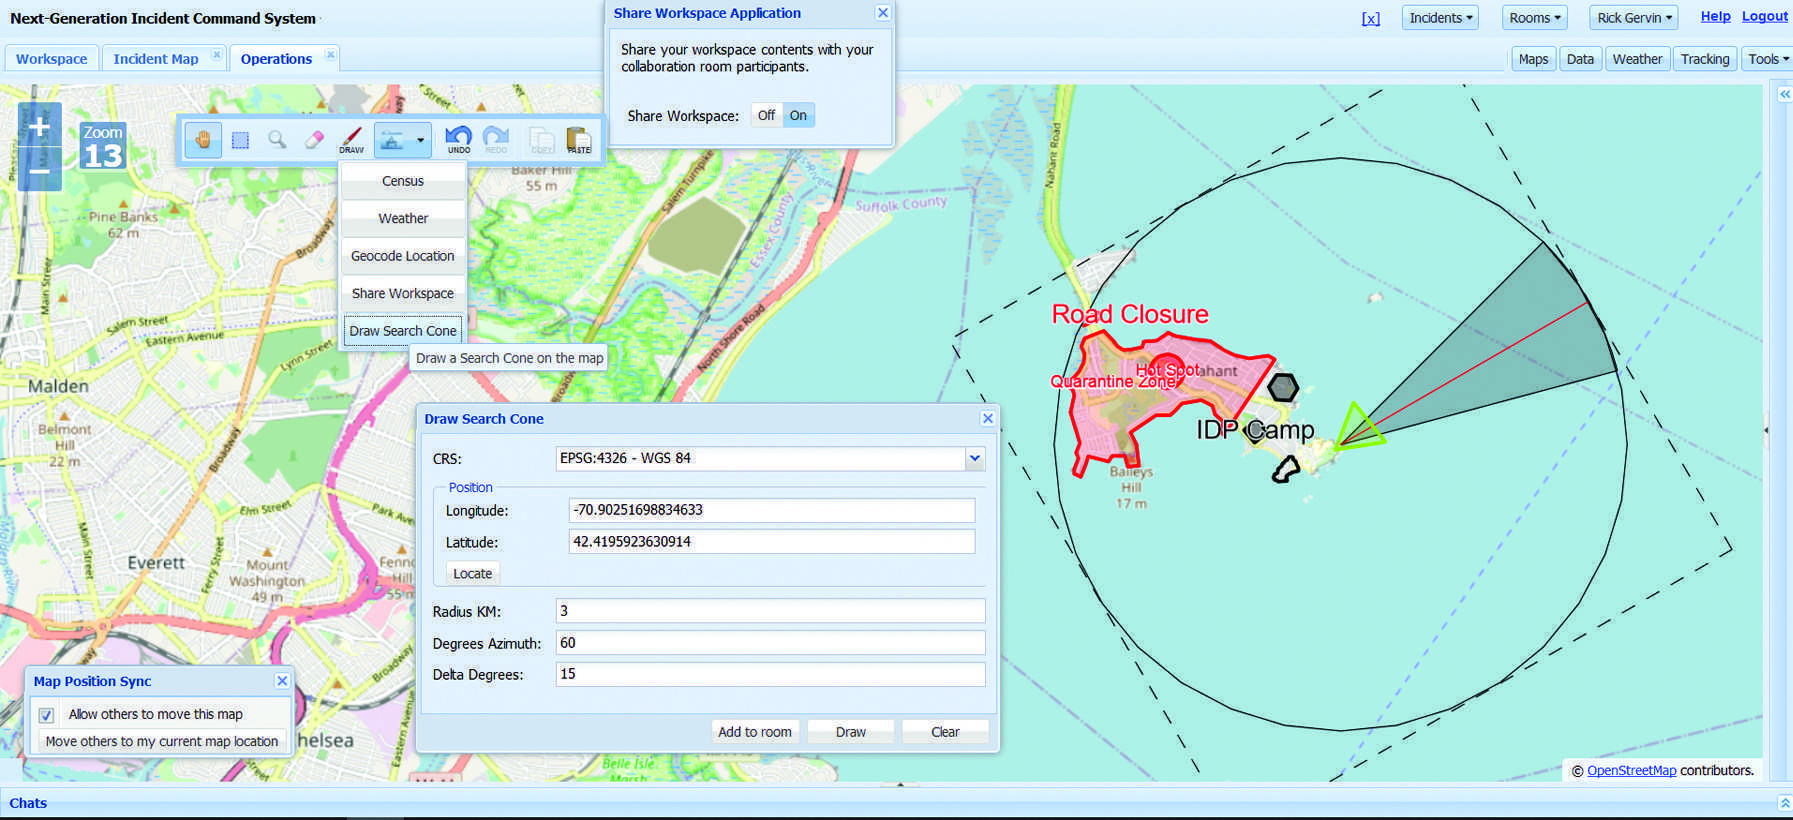 Next-Generation Incident Command System
[x]
Incidents
Rooms
Rick Gervin
Help
Logout
Workspace
Incident Map
Operations
Maps
Data
Weather
Tracking
Tools
Share Workspace Application
Share your workspace contents with your
collaboration room participants.
Share Workspace:
Off
On
Zoom
13
DRAW
UNDO
REDO
COPY
PASTE
Census
Weather
Geocode Location
Share Workspace
Draw Search Cone
Draw a Search Cone on the map
Pine Banks
62 m
Baker Hill
55 m
Salem Turnpike
Essex County
Suffolk County
Nahant Road
Broadway
Main Street
Salem Street
Eastern Avenue
Lynn Street
North Shore Road
Malden
Belmont
Hill
22 m
Elm Street
Ferry Street
Main Street
Park Ave
Everett
Mount
Washington
49 m
Broadway
Eastern Aven
Belle Isle
Marsh
Road Closure
Hot Spot
Quarantine Zone
ahant
IDP Camp
Baileys
Hill
17 m
Draw Search Cone
CRS:
EPSG:4326 - WGS 84
Position
Longitude:
-70.90251698834633
Latitude:
42.4195923630914
Locate
Radius KM:
3
Degrees Azimuth:
60
Delta Degrees:
15
Add to room
Draw
Clear
Map Position Sync
Allow others to move this map
Move others to my current map location
helsea
© OpenStreetMap contributors.
Chats